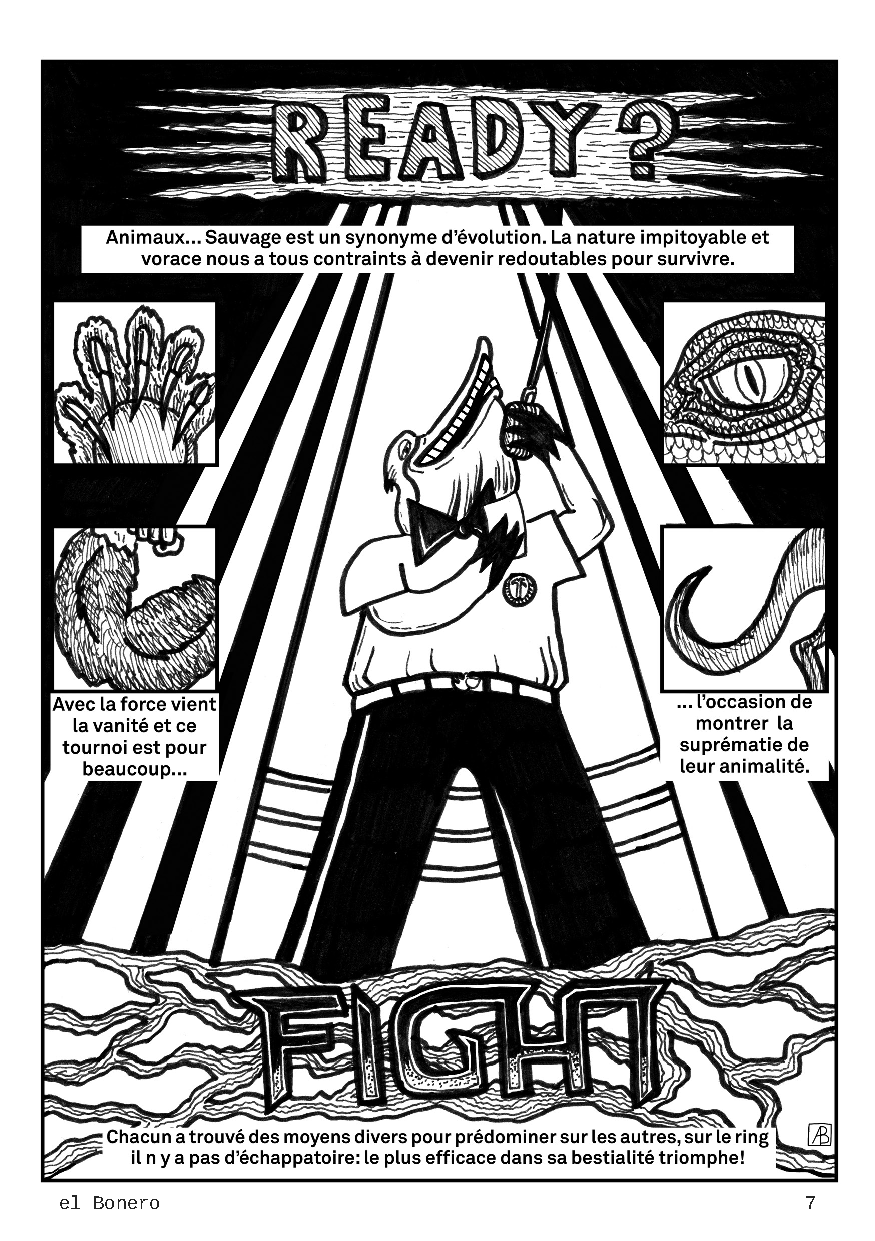 READY?
Animaux... Sauvage est un synonyme d'évolution. La nature impitoyable et
vorace nous a tous contraints à devenir redoutables pour survivre.
Avec la force vient
la vanité et ce
tournoi est pour
beaucoup...
... l'occasion de
montrer la
suprématie de
leur animalité.
FIGHT
Chacun a trouvé des moyens divers pour prédominer sur les autres, sur le ring
il n y a pas d'échappatoire: le plus efficace dans sa bestialité triomphe!
AB
el Bonero
7